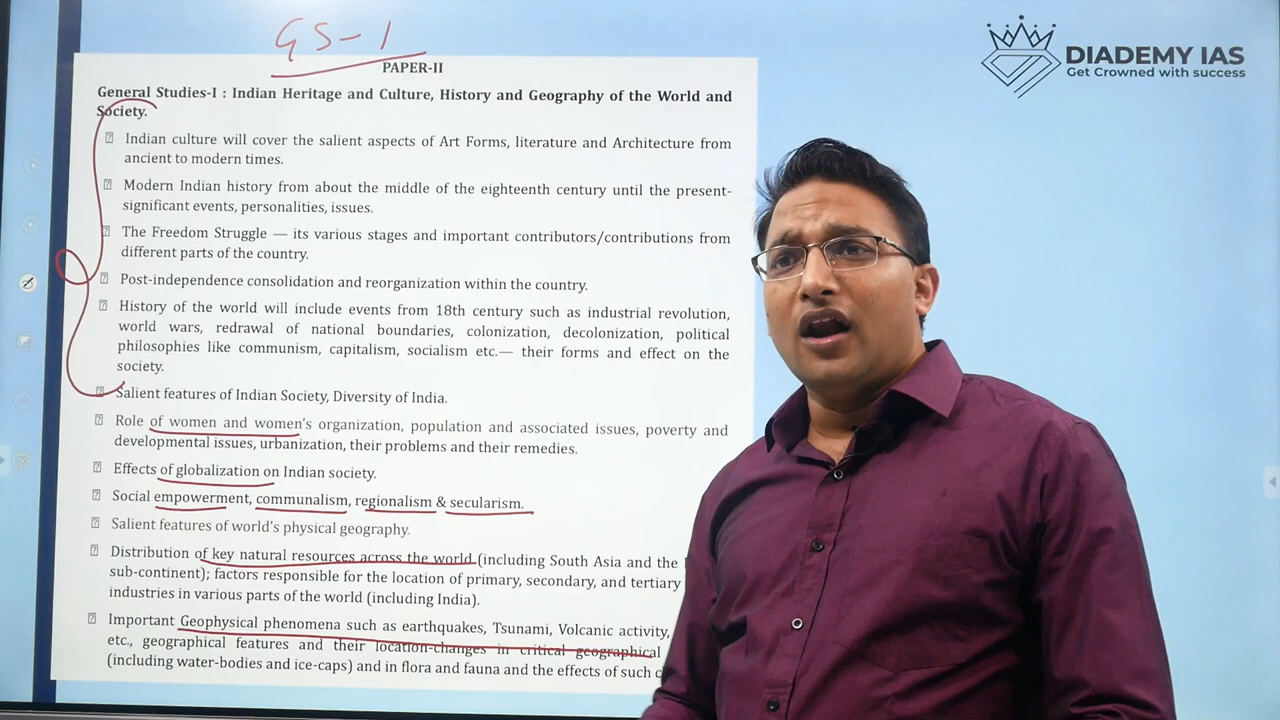 GS-1
DIADEMY IAS
Get Crowned with success
PAPER-II
General Studies-I : Indian Heritage and Culture, History and Geography of the World and
Society.
Indian culture will cover the salient aspects of Art Forms, literature and Architecture from
ancient to modern times.
Modern Indian history from about the middle of the eighteenth century until the present-
significant events, personalities, issues.
The Freedom Struggle — its various stages and important contributors/contributions from
different parts of the country.
Post-independence consolidation and reorganization within the country.
History of the world will include events from 18th century such as industrial revolution,
world wars, redrawal of national boundaries, colonization, decolonization, political
philosophies like communism, capitalism, socialism etc.— their forms and effect on the
society.
Salient features of Indian Society, Diversity of India.
Role of women and women's organization, population and associated issues, poverty and
developmental issues, urbanization, their problems and their remedies.
Effects of globalization on Indian society.
Social empowerment, communalism, regionalism & secularism.
Salient features of world's physical geography.
Distribution of key natural resources across the world (including South Asia and the
sub-continent); factors responsible for the location of primary, secondary, and tertiary
industries in various parts of the world (including India).
Important Geophysical phenomena such as earthquakes, Tsunami, Volcanic activity,
etc., geographical features and their location-changes in critical geographical
(including water-bodies and ice-caps) and in flora and fauna and the effects of such